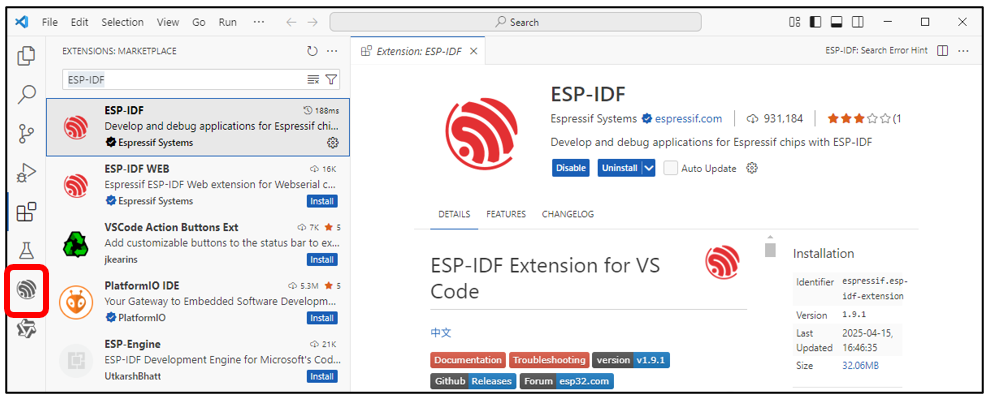 File Edit Selection View Go Run ···
Search
EXTENSIONS: MARKETPLACE
ESP-IDF
ESP-IDF 188ms
Develop and debug applications for Espressif chi...
Espressif Systems
ESP-IDF WEB 16K
Espressif ESP-IDF Web extension for Webserial c...
Espressif Systems Install
VSCode Action Buttons Ext 7K 5
Add customizable buttons to the status bar to ex...
jkearins Install
PlatformIO IDE 5.3M 5
Your Gateway to Embedded Software Developm...
PlatformIO Install
ESP-Engine 21K
ESP-IDF Development Engine for Microsoft's Cod...
UtkarshBhatt Install
Extension: ESP-IDF
ESP-IDF: Search Error Hint
ESP-IDF
Espressif Systems espressif.com 931,184 (1
Develop and debug applications for Espressif chips with ESP-IDF
Disable Uninstall Auto Update
DETAILS FEATURES CHANGELOG
ESP-IDF Extension for VS
Code
中文
Documentation Troubleshooting version v1.9.1
Github Releases Forum esp32.com
Installation
Identifier espressif.esp-
idf-extension
Version 1.9.1
Last 2025-04-15,
Updated 16:46:35
Size 32.06MB